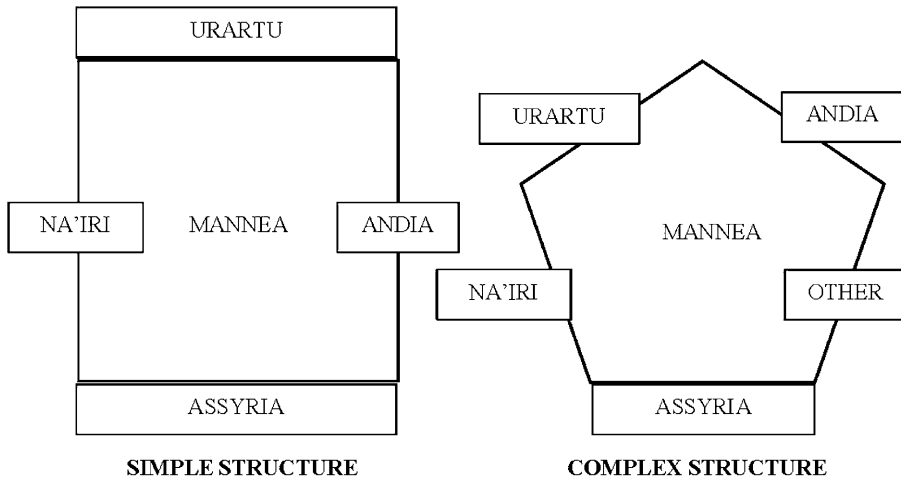 URARTU
NA'IRI
MANNEA
ANDIA
ASSYRIA
SIMPLE STRUCTURE
URARTU
ANDIA
MANNEA
NA'IRI
OTHER
ASSYRIA
COMPLEX STRUCTURE